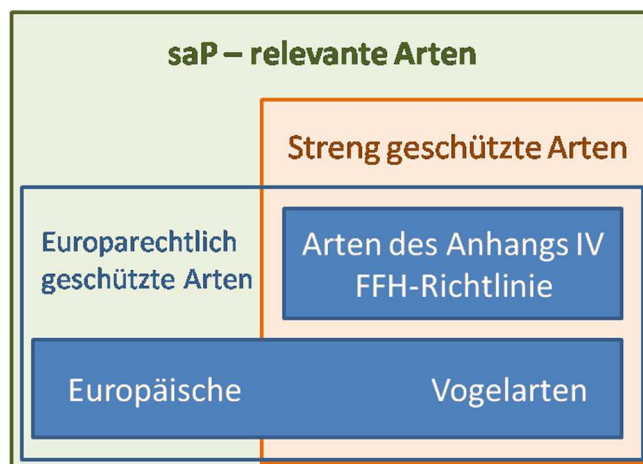 saP – relevante Arten
Streng geschützte Arten
Europarechtlich
geschützte Arten
Arten des Anhangs IV
FFH-Richtlinie
Europäische Vogelarten